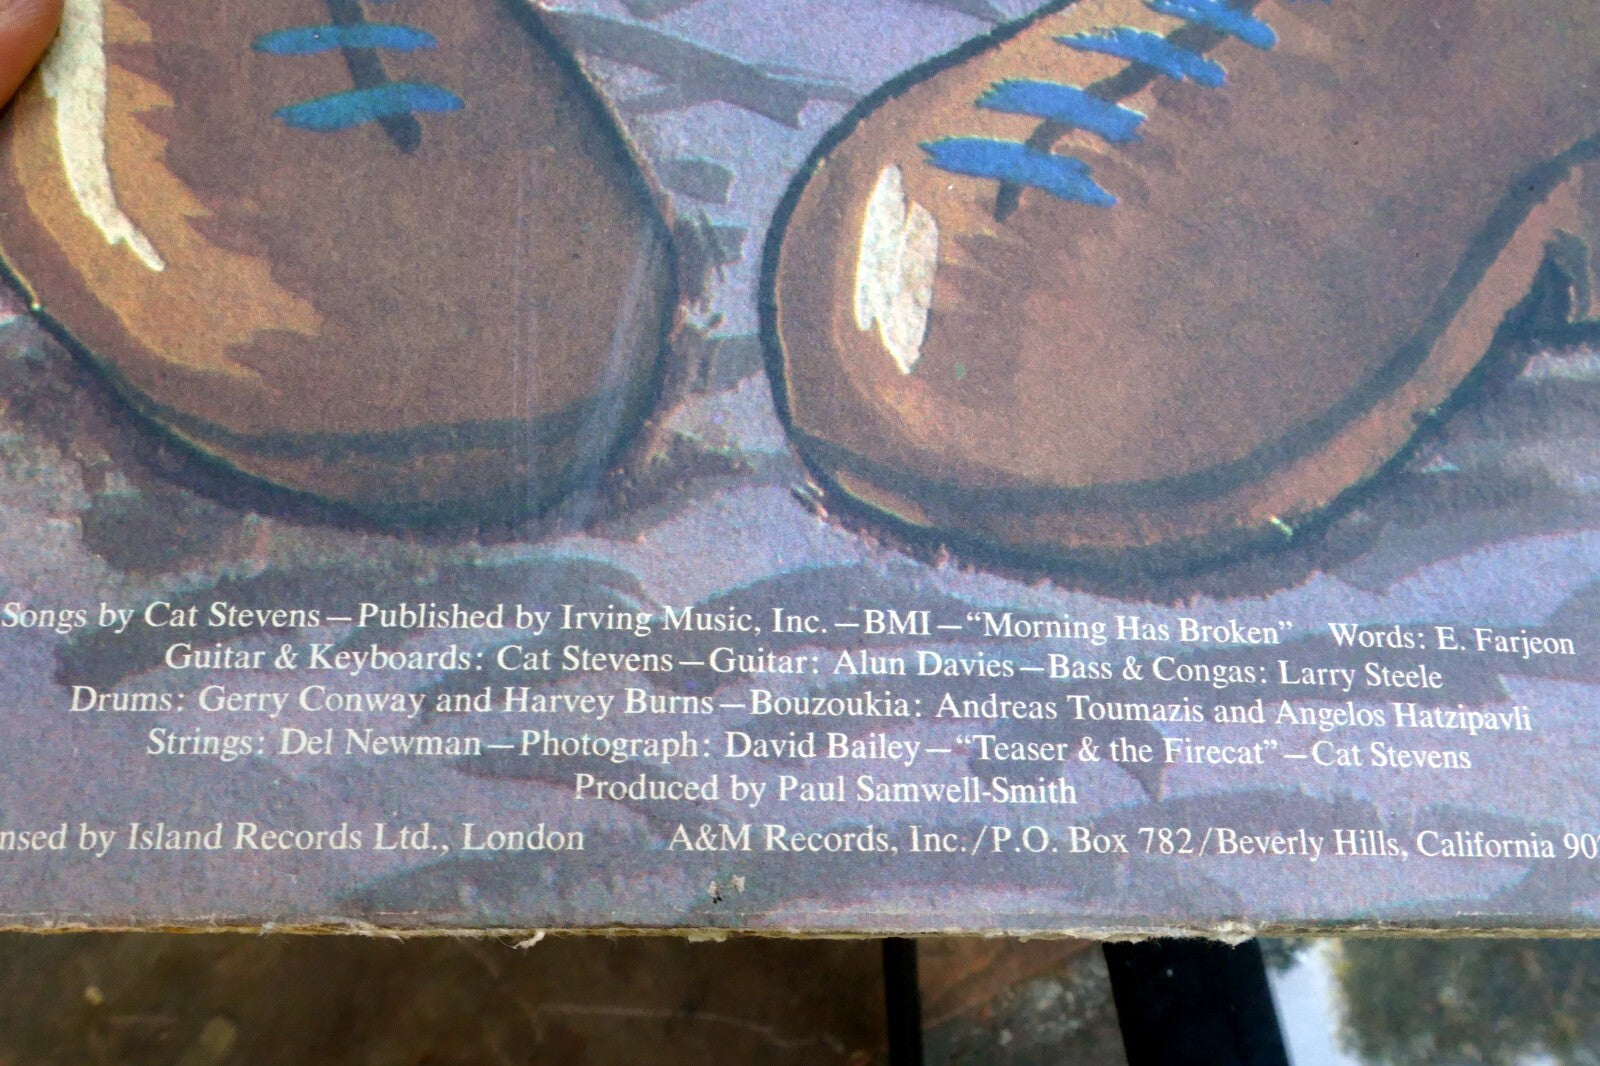 Songs by Cat Stevens—Published by Irving Music, Inc.—BMI—“Morning Has Broken” Words: E. Farjeon
Guitar & Keyboards: Cat Stevens—Guitar: Alun Davies—Bass & Congas: Larry Steele
Drums: Gerry Conway and Harvey Burns—Bouzoukia: Andreas Toumazis and Angelos Hatzipavli
Strings: Del Newman—Photograph: David Bailey—“Teaser & the Firecat”—Cat Stevens
Produced by Paul Samwell-Smith
nsed by Island Records Ltd., London A&M Records, Inc./P.O. Box 782/Beverly Hills, California 90